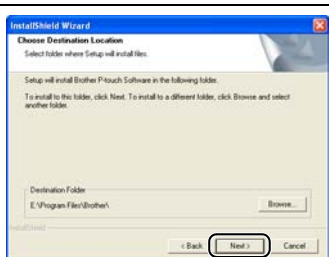 InstallShield Wizard
Choose Destination Location
Select folder where Setup will install files.
Setup will install Brother P-touch Software in the following folder.
To install to this folder, click Next. To install to a different folder, click Browse and select
another folder.
Destination Folder
E:\Program Files\Brother\
Browse...
InstallShield
< Back
Next >
Cancel